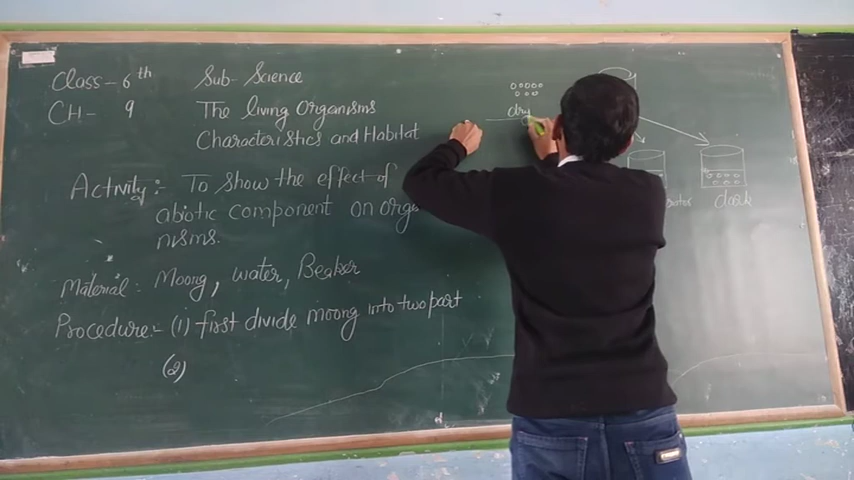 Class - 6th Sub- Science
CH - 9 The living Organisms
Characteristics and Habitat
Activity :- To show the effect of
abiotic component on orga
nisms.
Material : Moong, water, Beaker
Procedure :- (1) first divide moong into two part
(2)
dry
dark